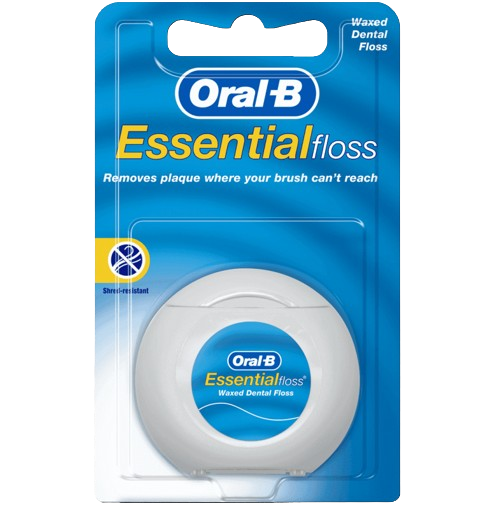 Waxed
Dental
Floss
Oral-B
Essentialfloss
Removes plaque where your brush can't reach
Shred-resistant
Oral-B
Essentialfloss®
Waxed Dental Floss